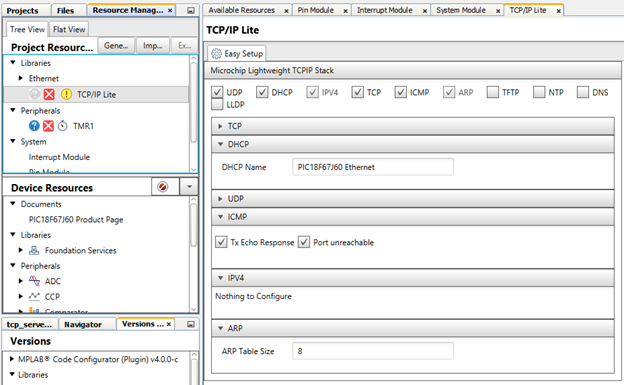 Projects Files Resource Manag... ×
Tree View Flat View
Project Resourc... Gene... Imp... Ex...
Libraries
Ethernet
TCP/IP Lite
Peripherals
TMR1
System
Interrupt Module
Pin Module
Device Resources
Documents
PIC18F67J60 Product Page
Libraries
Foundation Services
Peripherals
ADC
CCP
Comparator
tcp_serve... Navigator Versions ... ×
Versions
MPLAB® Code Configurator (Plugin) v4.0.0-c
Libraries
Available Resources × Pin Module × Interrupt Module × System Module × TCP/IP Lite ×
TCP/IP Lite
Easy Setup
Microchip Lightweight TCPIP Stack
UDP DHCP IPV4 TCP ICMP ARP TFTP NTP DNS
LLDP
TCP
DHCP
DHCP Name PIC18F67J60 Ethernet
UDP
ICMP
Tx Echo Response Port unreachable
IPV4
Nothing to Configure
ARP
ARP Table Size 8